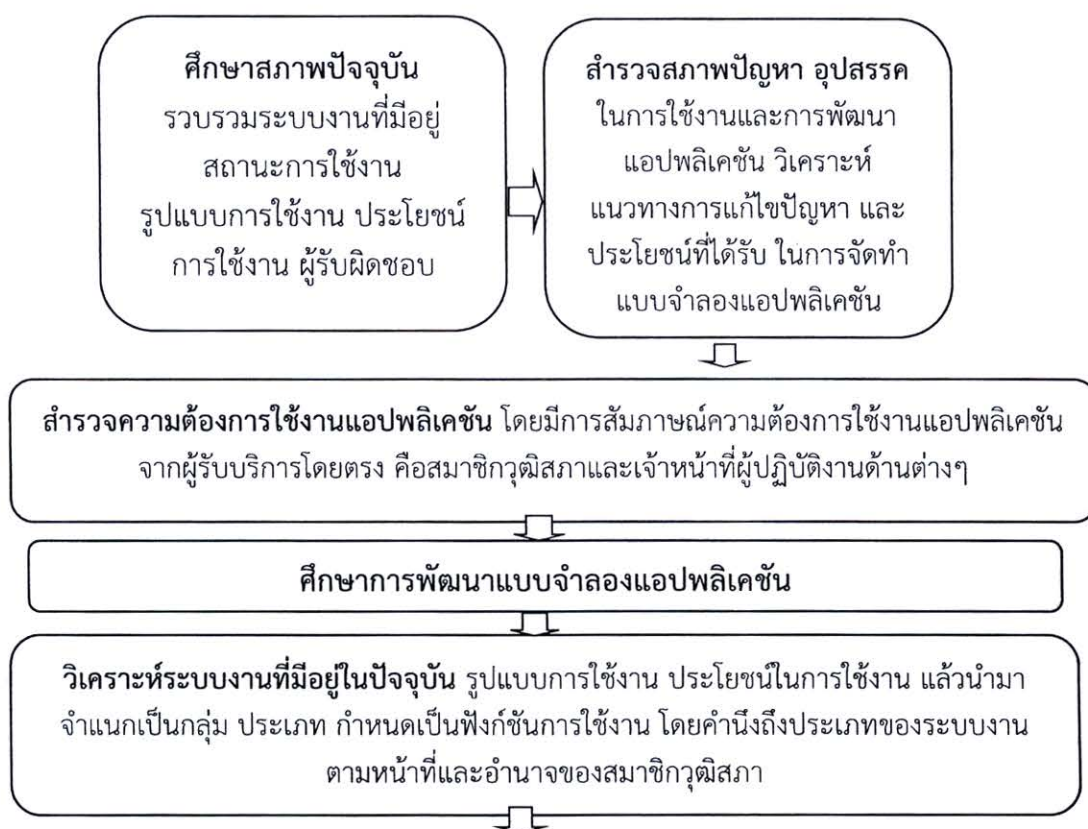 ศึกษาสภาพปัจจุบัน
รวบรวมระบบงานที่มีอยู่
สถานะการใช้งาน
รูปแบบการใช้งาน ประโยชน์
การใช้งาน ผู้รับผิดชอบ
สำรวจสภาพปัญหา อุปสรรค
ในการใช้งานและการพัฒนา
แอปพลิเคชัน วิเคราะห์
แนวทางการแก้ไขปัญหา และ
ประโยชน์ที่ได้รับ ในการจัดทำ
แบบจำลองแอปพลิเคชัน
สำรวจความต้องการใช้งานแอปพลิเคชัน โดยมีการสัมภาษณ์ความต้องการใช้งานแอปพลิเคชัน
จากผู้รับบริการโดยตรง คือสมาชิกวุฒิสภาและเจ้าหน้าที่ผู้ปฏิบัติงานด้านต่างๆ
ศึกษาการพัฒนาแบบจำลองแอปพลิเคชัน
วิเคราะห์ระบบงานที่มีอยู่ในปัจจุบัน รูปแบบการใช้งาน ประโยชน์ในการใช้งาน แล้วนำมา
จำแนกเป็นกลุ่ม ประเภท กำหนดเป็นฟังก์ชันการใช้งาน โดยคำนึงถึงประเภทของระบบงาน
ตามหน้าที่และอำนาจของสมาชิกวุฒิสภา